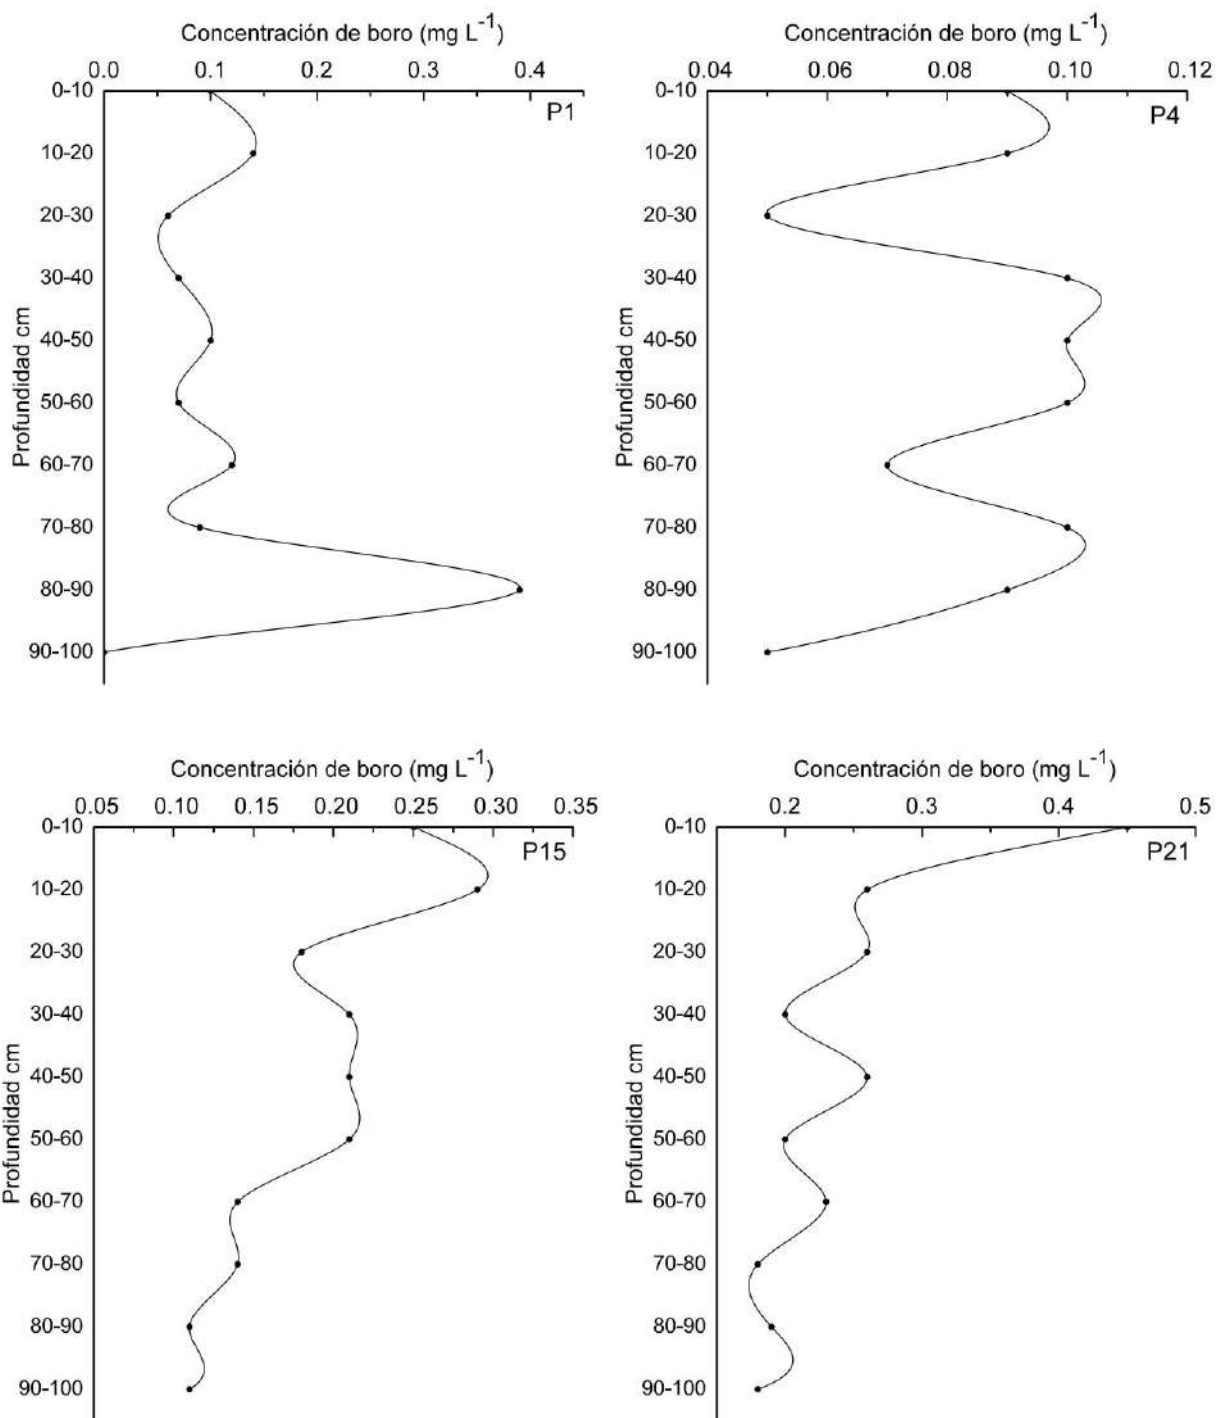 Concentración de boro (mg L-1)
0.0 0.1 0.2 0.3 0.4
P1
0-10
10-20
20-30
30-40
40-50
50-60
60-70
70-80
80-90
90-100
Profundidad cm
Concentración de boro (mg L-1)
0.04 0.06 0.08 0.10 0.12
P4
0-10
10-20
20-30
30-40
40-50
50-60
60-70
70-80
80-90
90-100
Profundidad cm
Concentración de boro (mg L-1)
0.05 0.10 0.15 0.20 0.25 0.30 0.35
P15
0-10
10-20
20-30
30-40
40-50
50-60
60-70
70-80
80-90
90-100
Profundidad cm
Concentración de boro (mg L-1)
0.2 0.3 0.4 0.5
P21
0-10
10-20
20-30
30-40
40-50
50-60
60-70
70-80
80-90
90-100
Profundidad cm